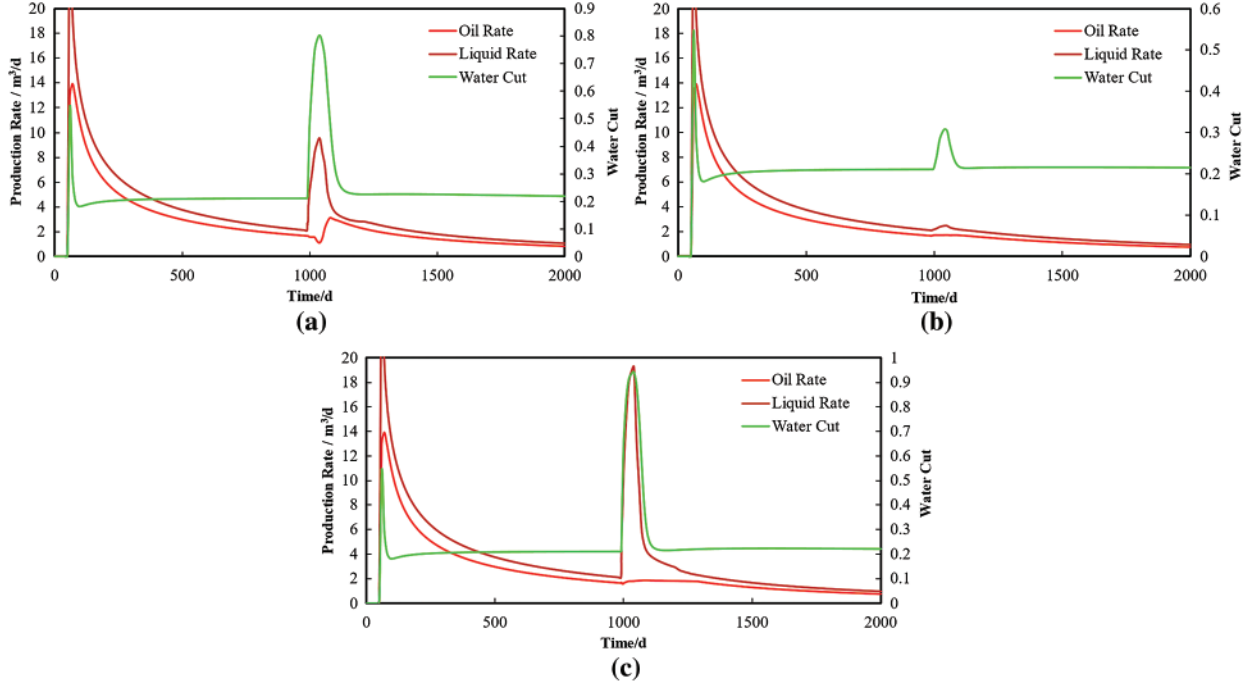 20
18
16
14
12
10
8
6
4
2
0
Production Rate / m³/d
0.9
0.8
0.7
0.6
0.5
0.4
0.3
0.2
0.1
0
Water Cut
Oil Rate
Liquid Rate
Water Cut
0 500 1000 1500 2000
Time/d
(a)
20
18
16
14
12
10
8
6
4
2
0
Production Rate / m³/d
0.6
0.5
0.4
0.3
0.2
0.1
0
Water Cut
Oil Rate
Liquid Rate
Water Cut
0 500 1000 1500 2000
Time/d
(b)
20
18
16
14
12
10
8
6
4
2
0
Production Rate / m³/d
1
0.9
0.8
0.7
0.6
0.5
0.4
0.3
0.2
0.1
0
Water Cut
Oil Rate
Liquid Rate
Water Cut
0 500 1000 1500 2000
Time/d
(c)